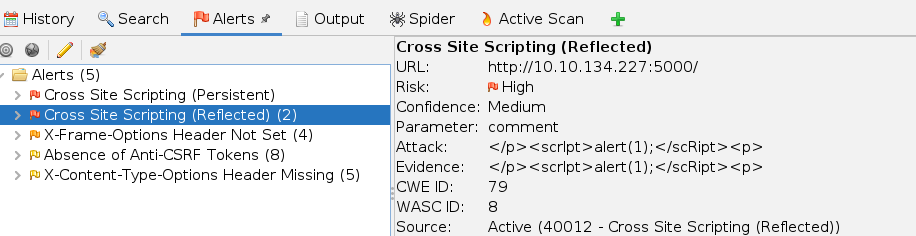 History Search Alerts Output Spider Active Scan
Alerts (5)
Cross Site Scripting (Persistent)
Cross Site Scripting (Reflected) (2)
X-Frame-Options Header Not Set (4)
Absence of Anti-CSRF Tokens (8)
X-Content-Type-Options Header Missing (5)
Cross Site Scripting (Reflected)
URL: http://10.10.134.227:5000/
Risk: High
Confidence: Medium
Parameter: comment
Attack: </p><scrIpt>alert(1);</scRipt><p>
Evidence: </p><scrIpt>alert(1);</scRipt><p>
CWE ID: 79
WASC ID: 8
Source: Active (40012 - Cross Site Scripting (Reflected))